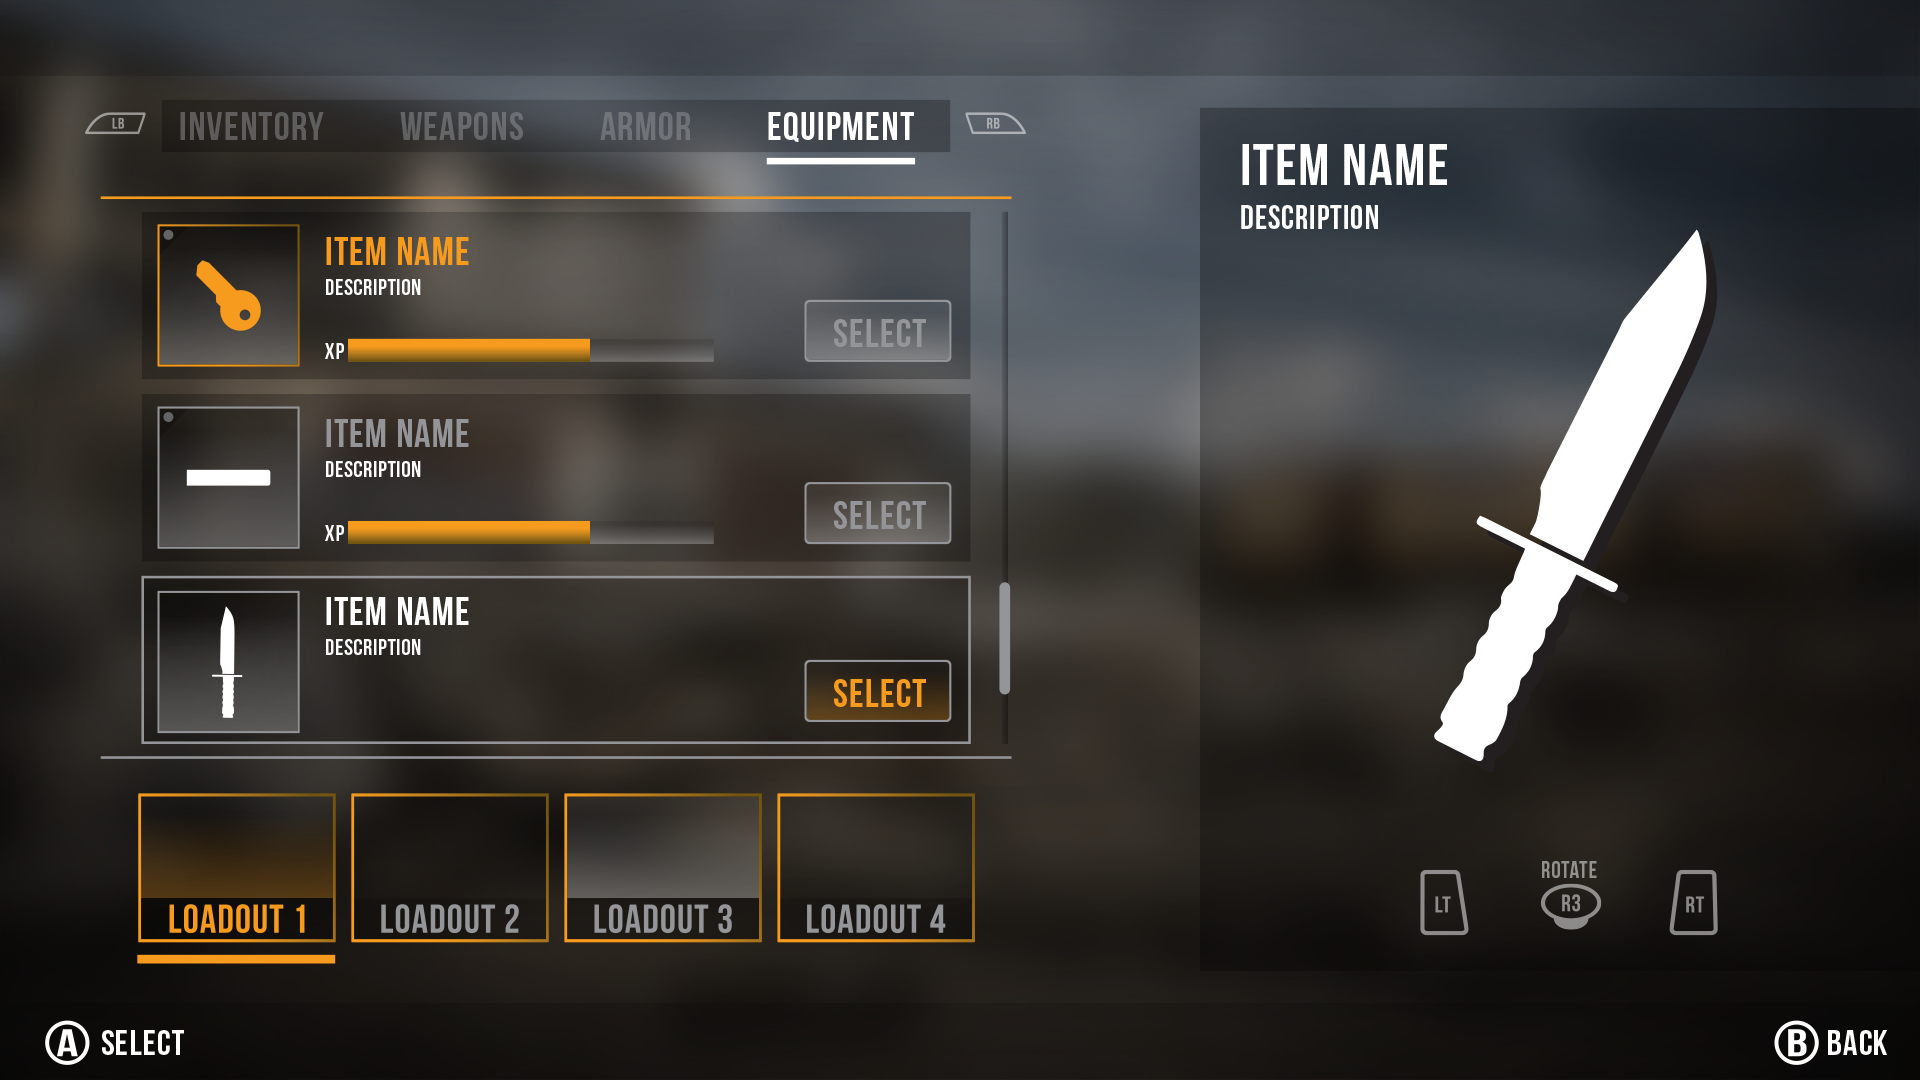 LB INVENTORY WEAPONS ARMOR EQUIPMENT RB
ITEM NAME
DESCRIPTION
XP
SELECT
ITEM NAME
DESCRIPTION
XP
SELECT
ITEM NAME
DESCRIPTION
SELECT
LOADOUT 1 LOADOUT 2 LOADOUT 3 LOADOUT 4
ITEM NAME
DESCRIPTION
ROTATE
LT R3 RT
A SELECT
B BACK